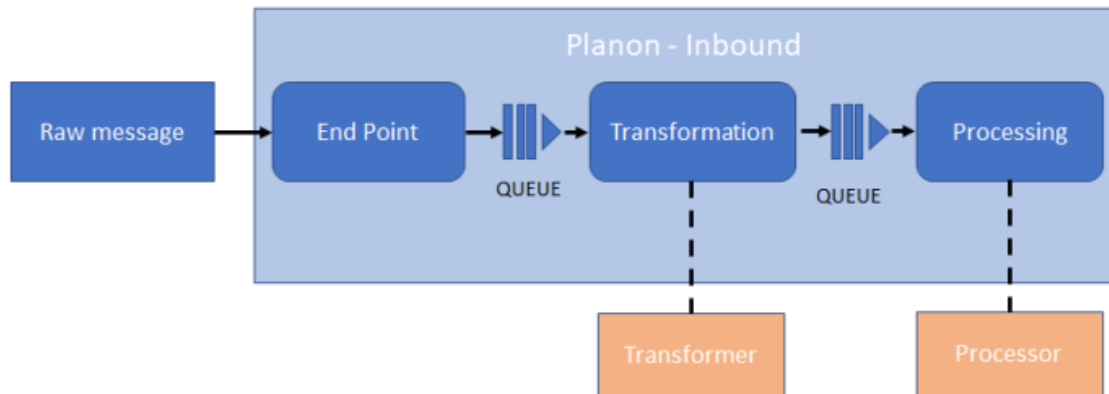 Planon - Inbound
Raw message
End Point
QUEUE
Transformation
QUEUE
Processing
Transformer
Processor